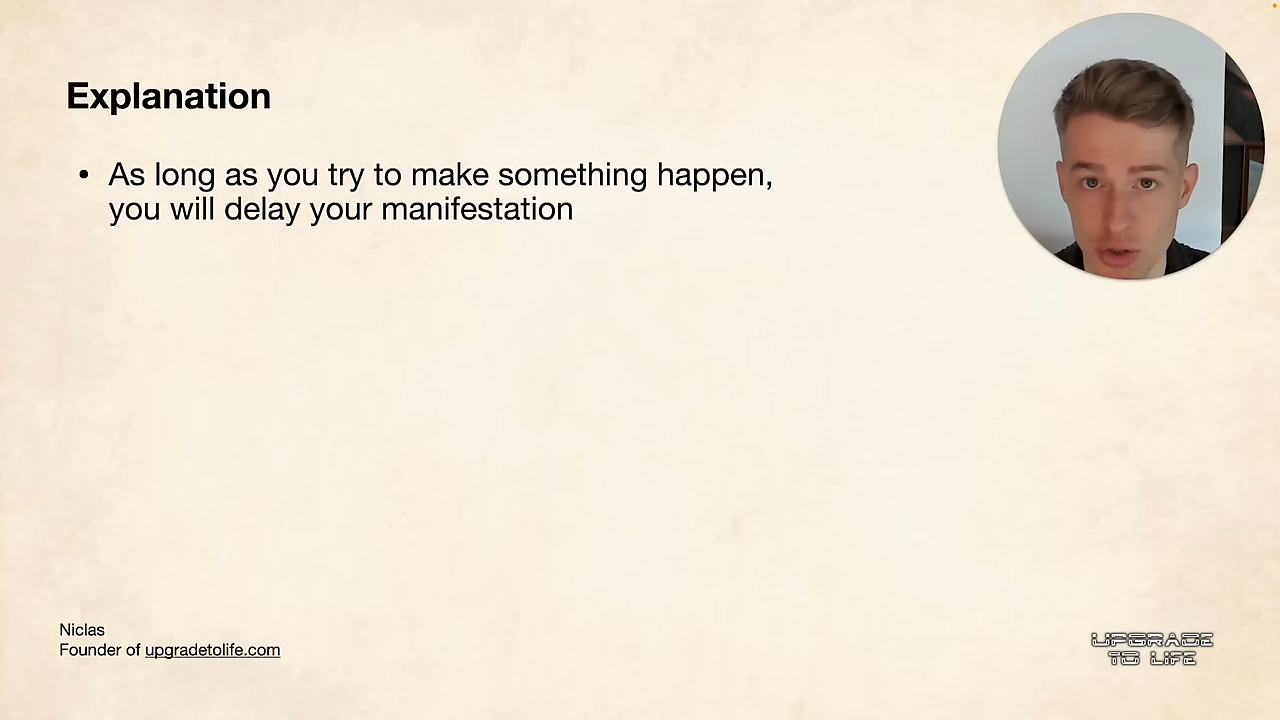 Explanation
• As long as you try to make something happen,
you will delay your manifestation
Niclas
Founder of upgradetolife.com
UPGRADE
TO LIFE